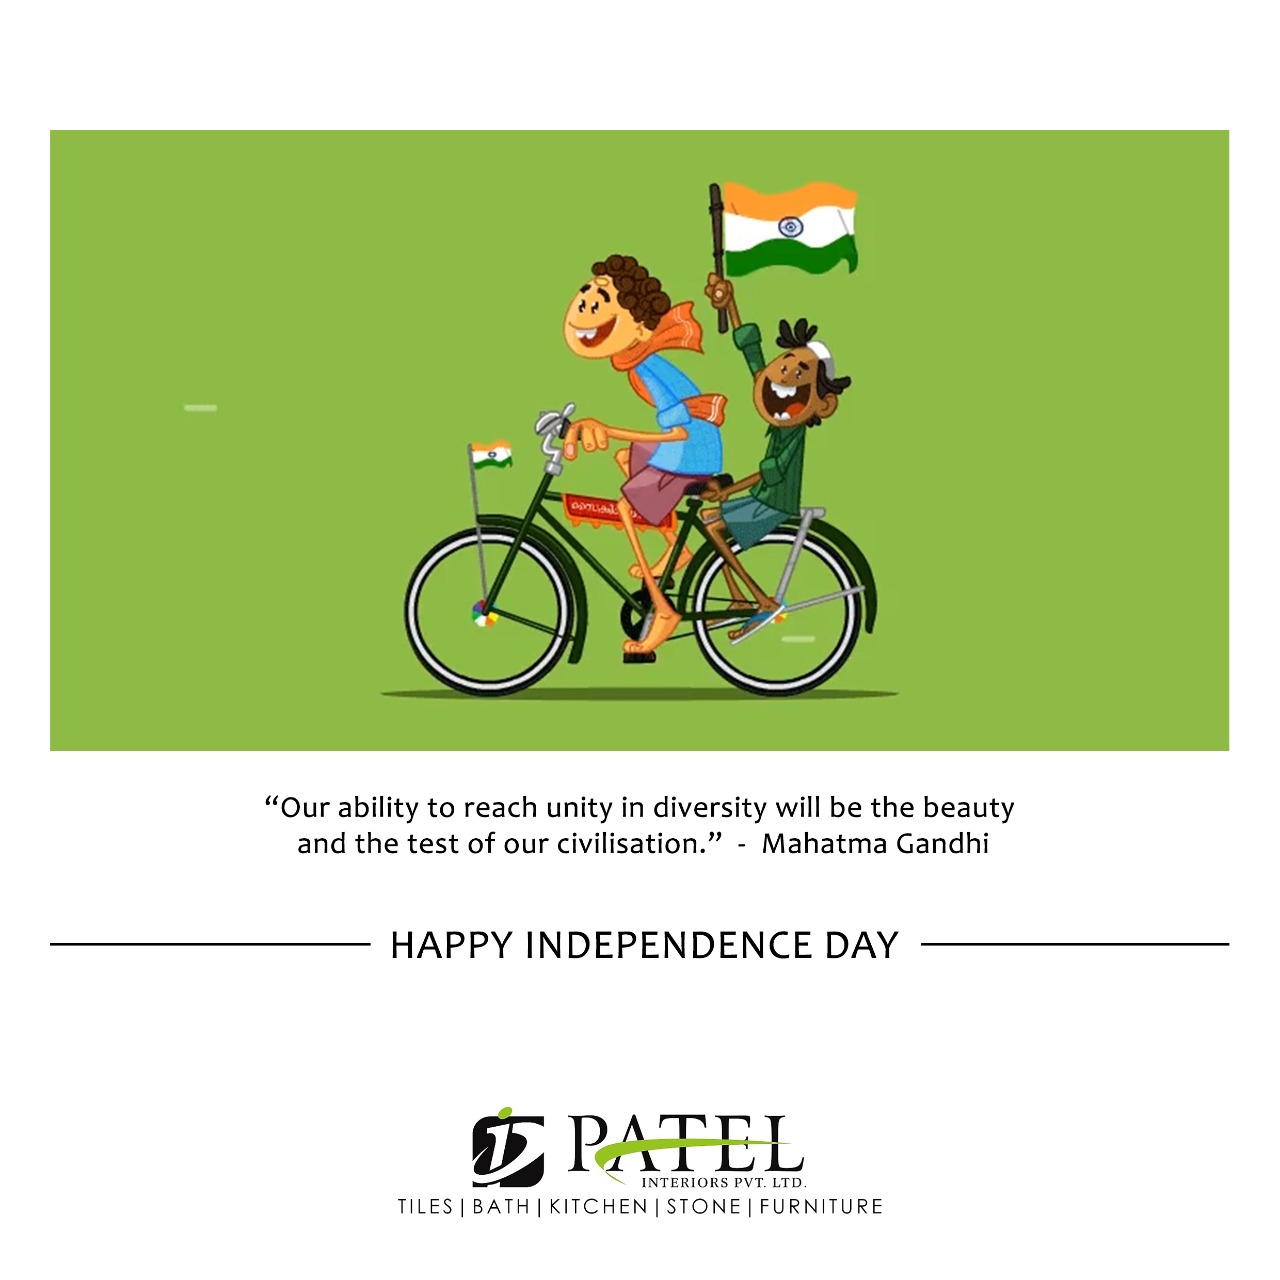 “Our ability to reach unity in diversity will be the beauty
and the test of our civilisation.” - Mahatma Gandhi
HAPPY INDEPENDENCE DAY
PATEL
INTERIORS PVT. LTD.
TILES | BATH | KITCHEN | STONE | FURNITURE